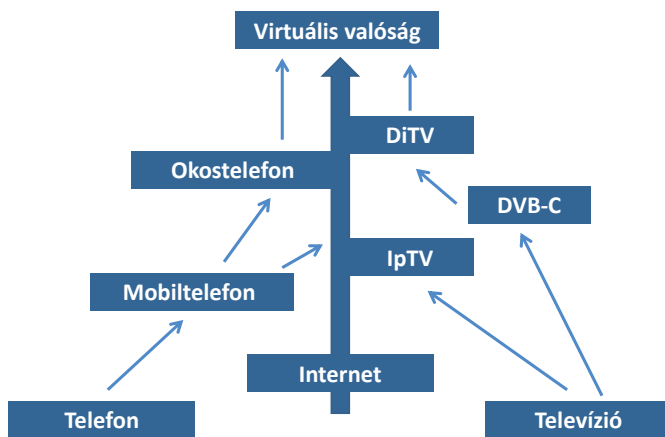 Virtuális valóság
DiTV
Okostelefon
DVB-C
IpTV
Mobiltelefon
Internet
Telefon
Televízió